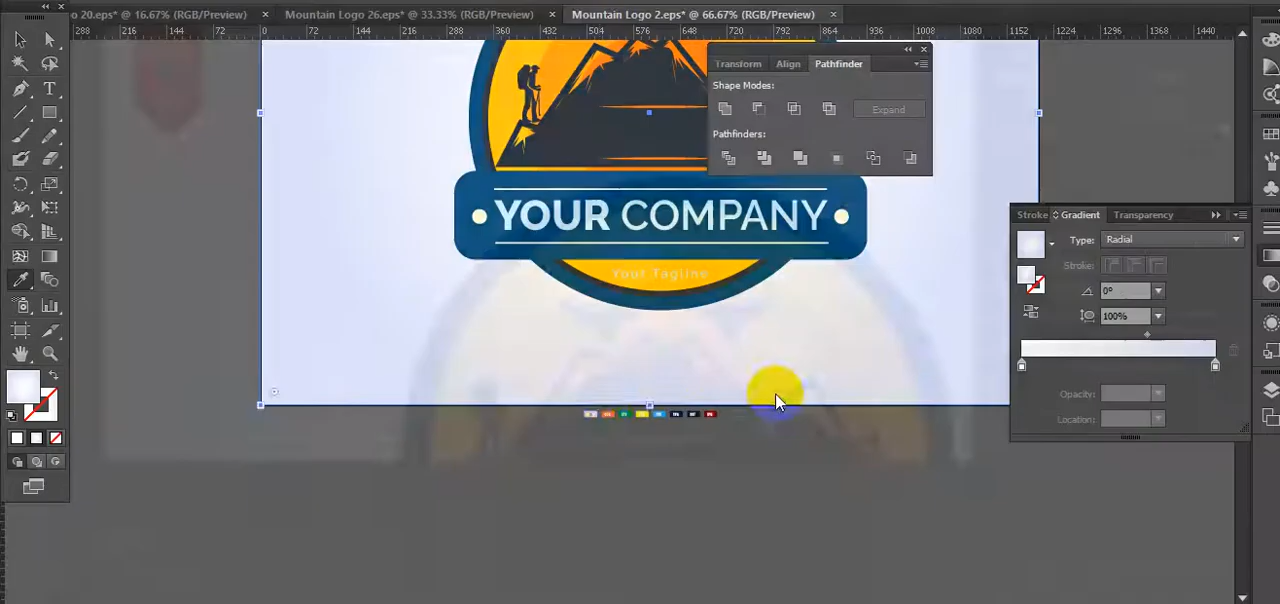 o 20.eps* @ 16.67% (RGB/Preview) × Mountain Logo 26.eps* @ 33.33% (RGB/Preview) × Mountain Logo 2.eps* @ 66.67% (RGB/Preview) ×
288 216 144 72 0 72 144 216 288 360 432 504 576 648 720 792 864 936 1008 1080 1152 1224 1296 1368 1440
Transform Align Pathfinder
Shape Modes:
Expand
Pathfinders:
YOUR COMPANY
Your Tagline
Stroke Gradient Transparency
Type: Radial
Stroke:
0°
100%
Opacity:
Location: